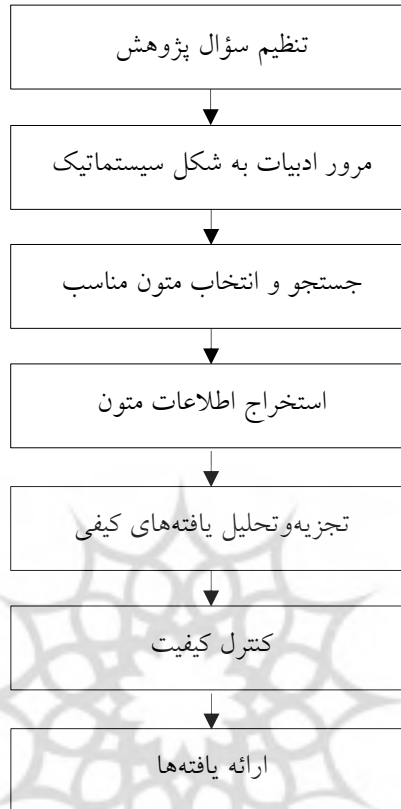 تنظیم سؤال پژوهش
مرور ادبیات به شکل سیستماتیک
جستجو و انتخاب متون مناسب
استخراج اطلاعات متون
تجزیه‌وتحلیل یافته‌های کیفی
کنترل کیفیت
ارائه یافته‌ها